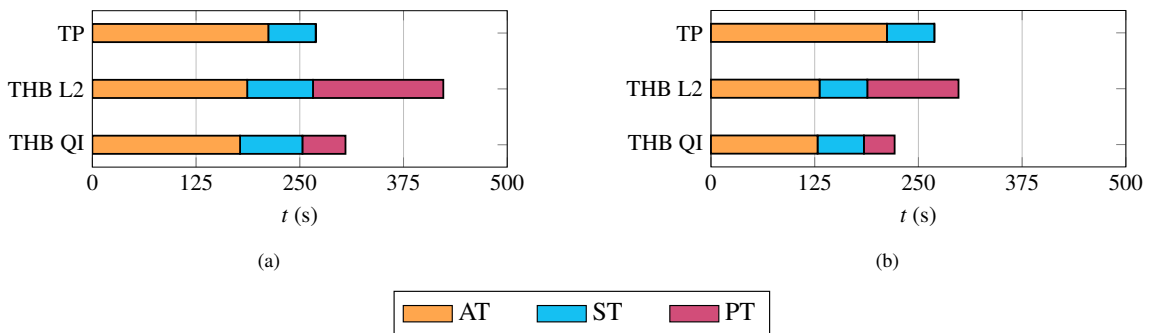 TP
THB L2
THB QI
0 125 250 375 500
t (s)
(a)
TP
THB L2
THB QI
0 125 250 375 500
t (s)
(b)
AT ST PT